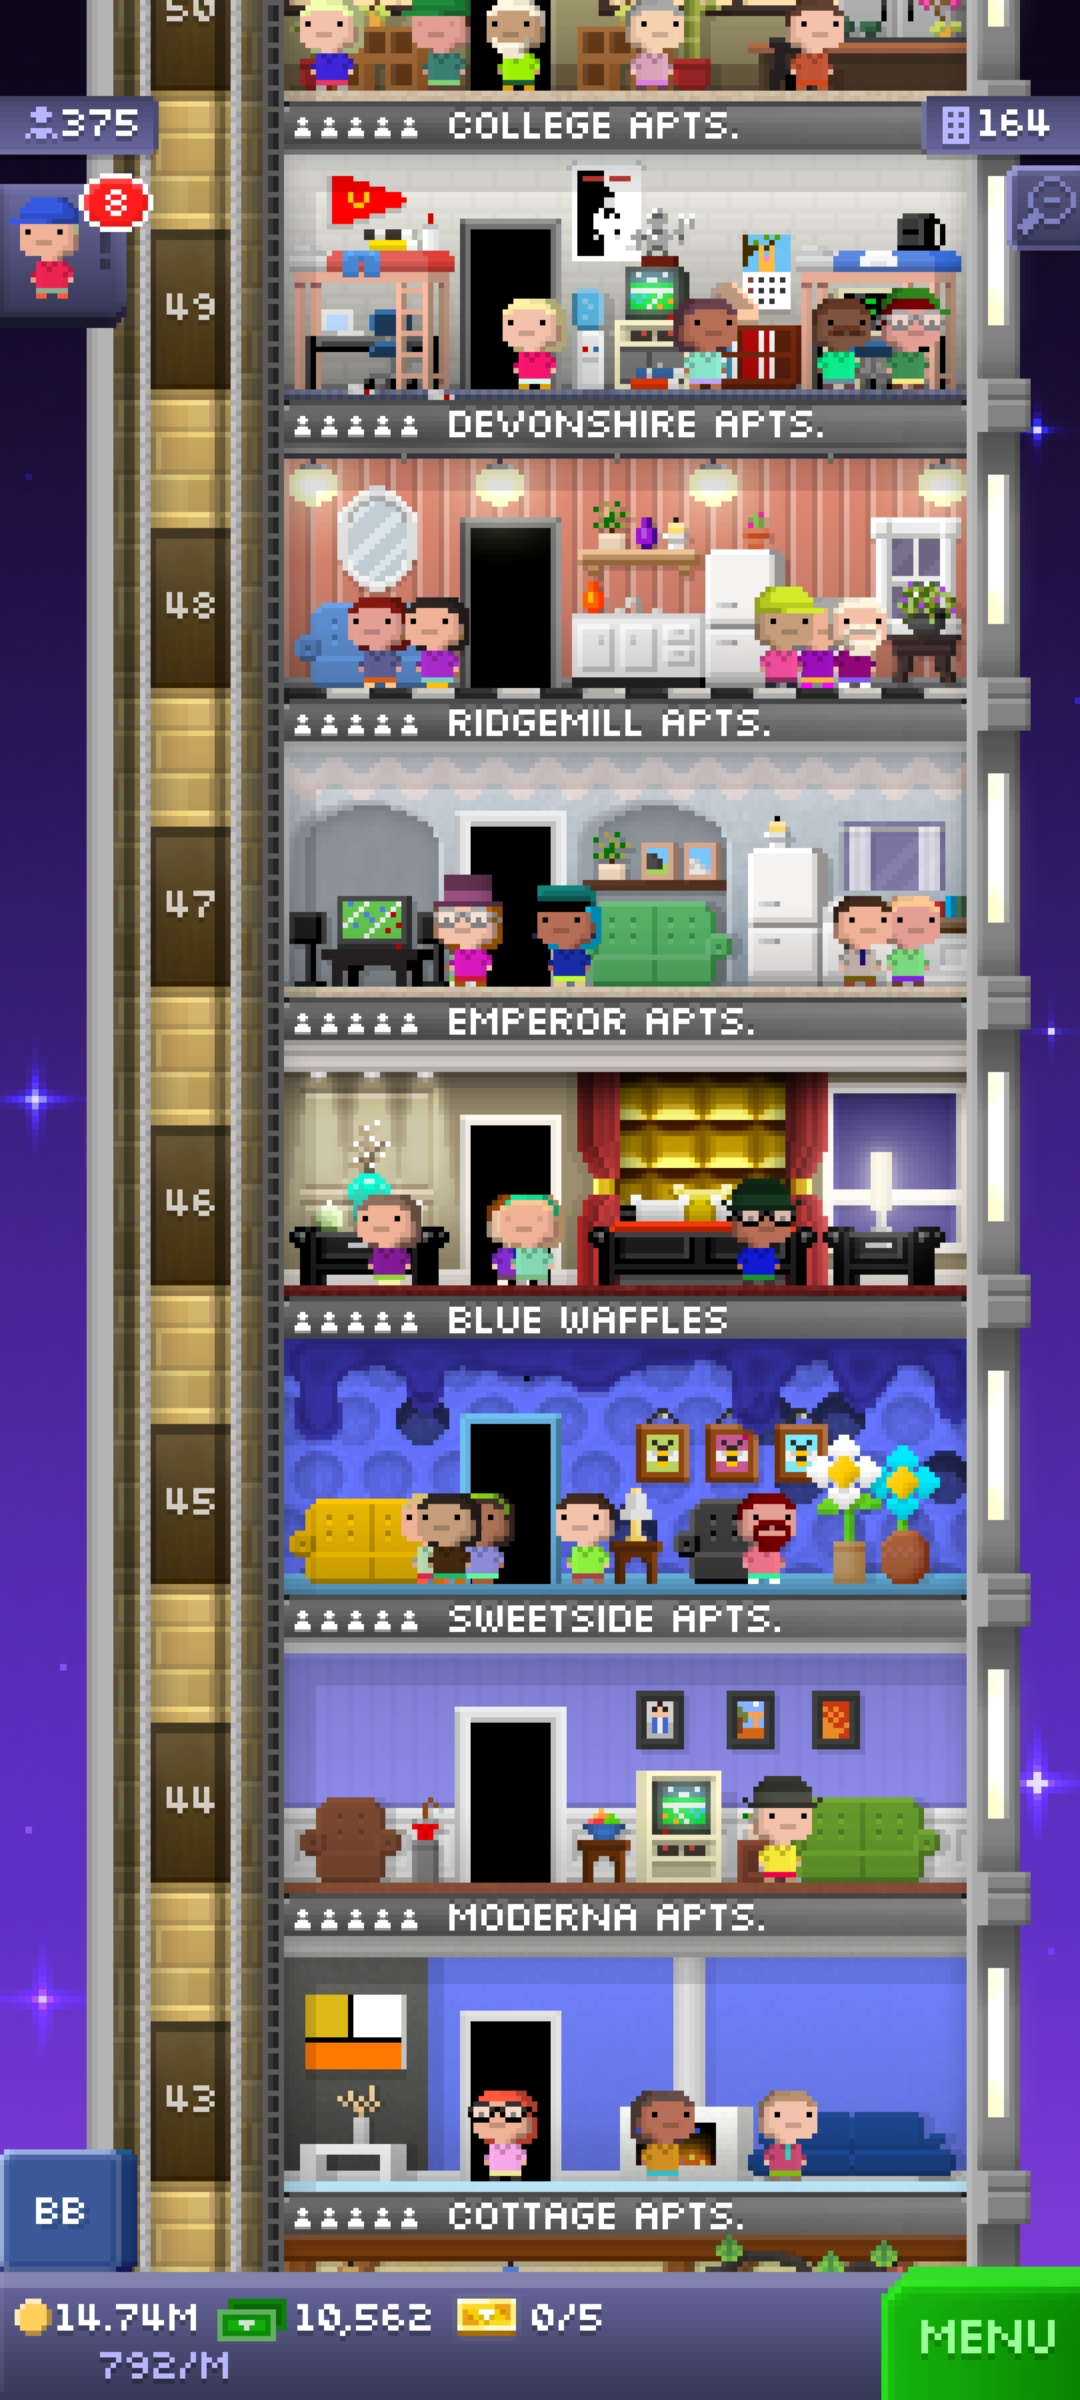 50
375
COLLEGE APTS.
164
8
49
DEVONSHIRE APTS.
48
RIDGEMILL APTS.
47
EMPEROR APTS.
46
BLUE WAFFLES
45
SWEETSIDE APTS.
44
MODERNA APTS.
43
BB
COTTAGE APTS.
14.74M 10,562 0/5
792/M
MENU